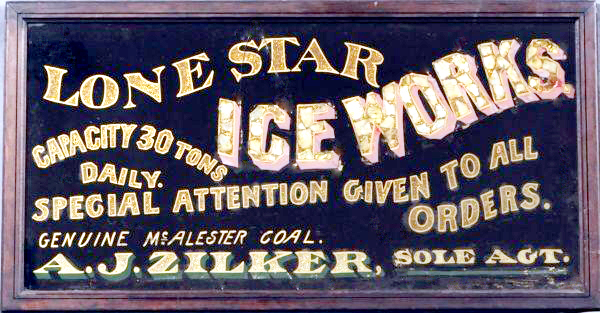 LONE STAR
ICE WORKS
CAPACITY 30 TONS
DAILY.
SPECIAL ATTENTION GIVEN TO ALL
ORDERS.
GENUINE McALESTER COAL.
A.J. ZILKER, SOLE AGT.